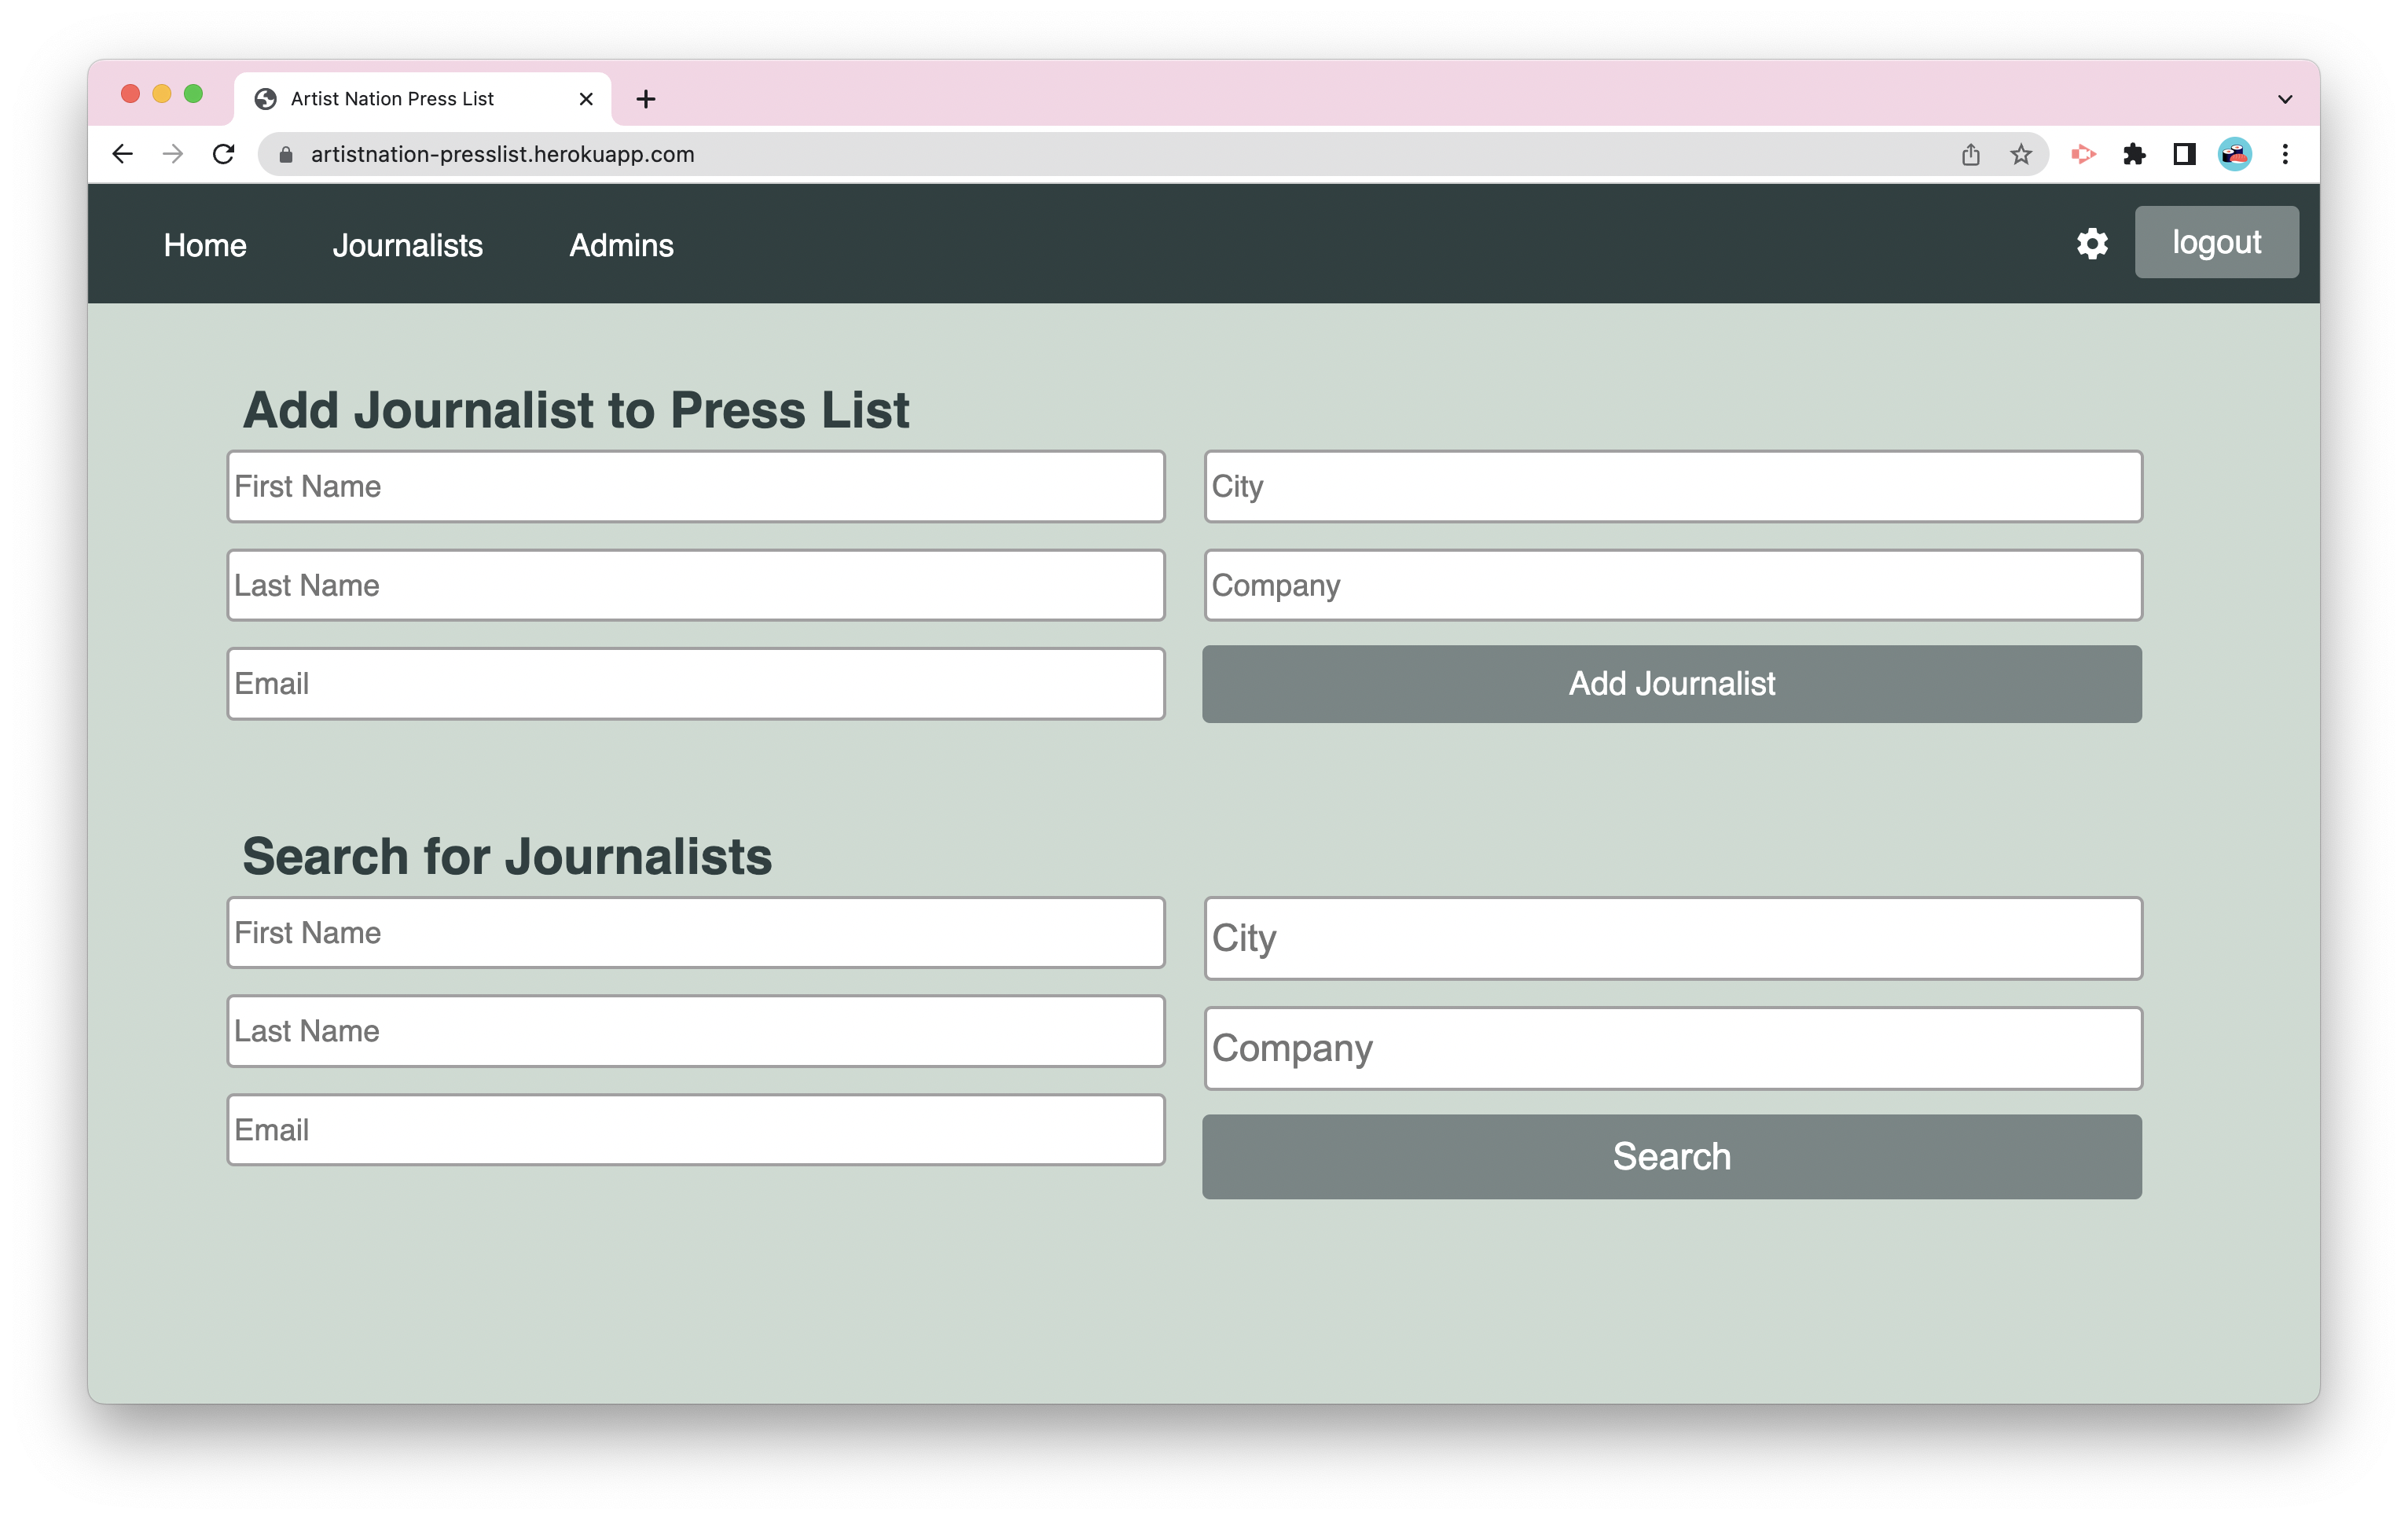 Artist Nation Press List
artistnation-presslist.herokuapp.com
Home Journalists Admins logout
Add Journalist to Press List
First Name City
Last Name Company
Email Add Journalist
Search for Journalists
First Name City
Last Name Company
Email Search